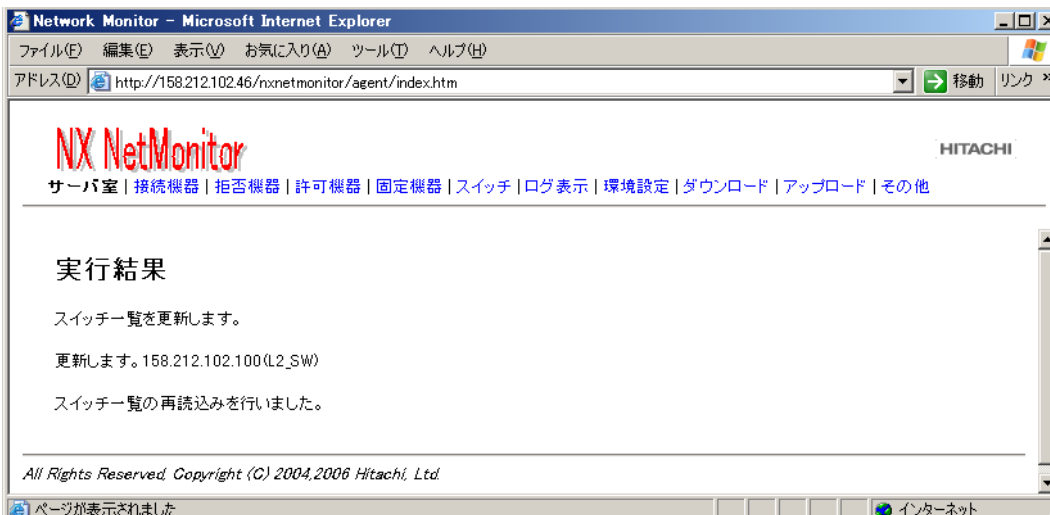 Network Monitor - Microsoft Internet Explorer
ファイル(F) 編集(E) 表示(V) お気に入り(A) ツール(T) ヘルプ(H)
アドレス(D) http://158.212.102.46/nxnetmonitor/agent/index.htm 移動 リンク »
NX NetMonitor
HITACHI
サーバ室 | 接続機器 | 拒否機器 | 許可機器 | 固定機器 | スイッチ | ログ表示 | 環境設定 | ダウンロード | アップロード | その他
実行結果
スイッチ一覧を更新します。
更新します。158.212.102.100(L2_SW)
スイッチ一覧の再読込みを行いました。
All Rights Reserved, Copyright (C) 2004,2006 Hitachi, Ltd.
ページが表示されました インターネット